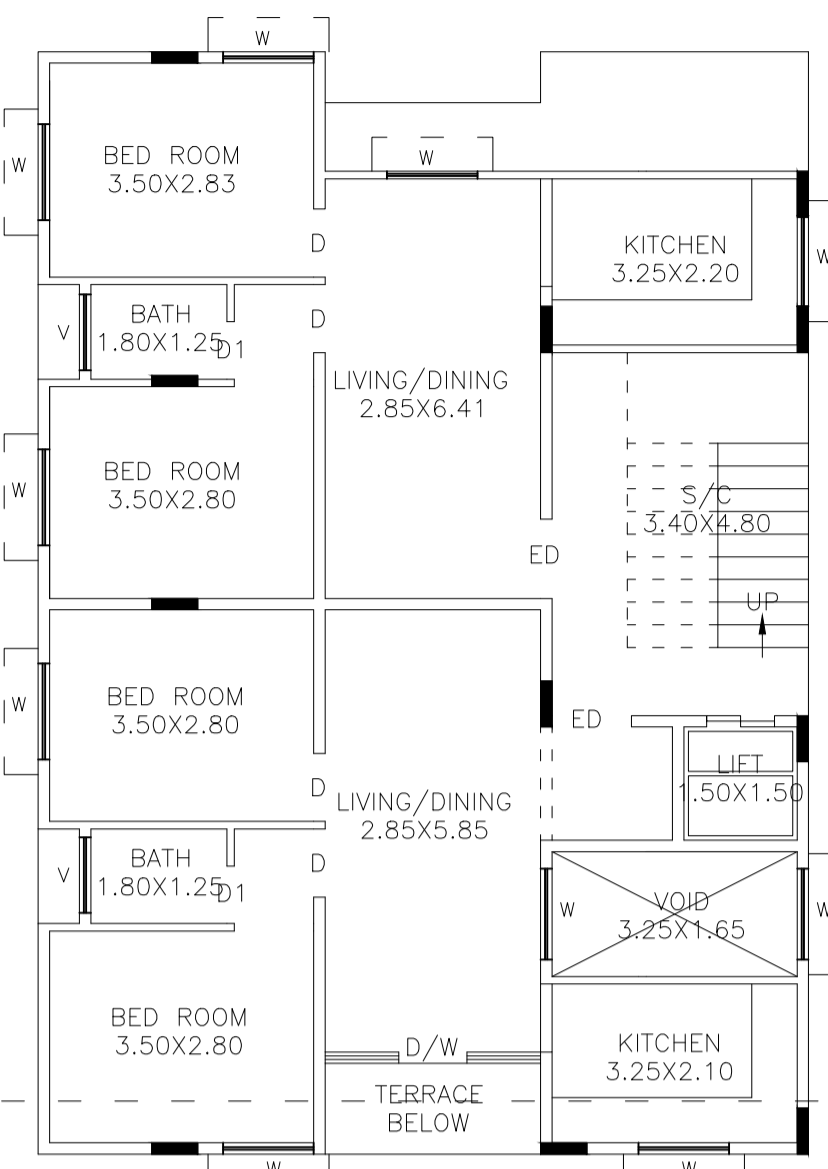 W
BED ROOM
3.50X2.83
W
W
KITCHEN
3.25X2.20
W
D
BATH
1.80X1.25
V
D1
D
LIVING/DINING
2.85X6.41
BED ROOM
3.50X2.80
W
S/C
3.40X4.80
ED
UP
BED ROOM
3.50X2.80
W
ED
LIFT
1.50X1.50
D
LIVING/DINING
2.85X5.85
BATH
1.80X1.25
V
D1
D
W
VOID
3.25X1.65
W
BED ROOM
3.50X2.80
D/W
KITCHEN
3.25X2.10
TERRACE
BELOW
W
W